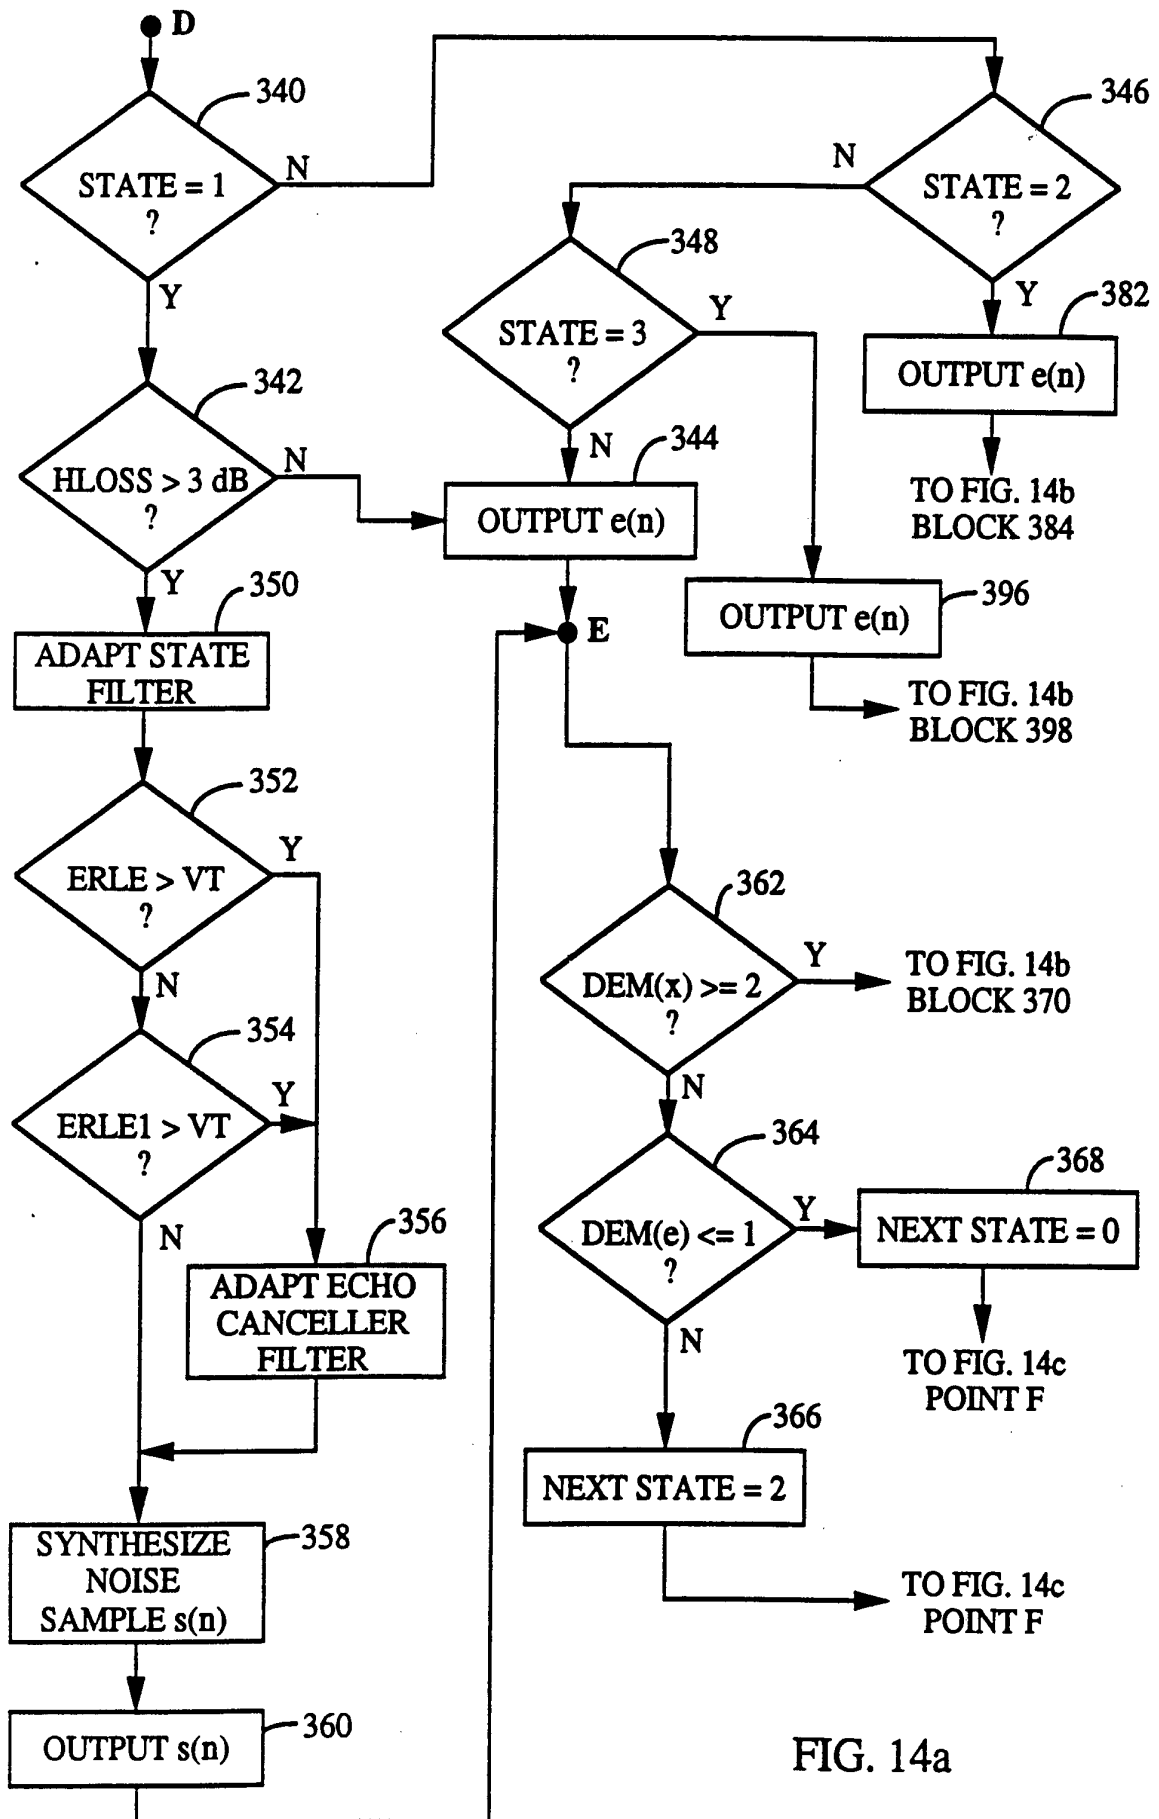 D
340
STATE = 1
?
N
Y
346
STATE = 2
?
N
Y
348
STATE = 3
?
Y
N
382
OUTPUT e(n)
TO FIG. 14b
BLOCK 384
342
HLOSS > 3 dB
?
N
Y
344
OUTPUT e(n)
E
396
OUTPUT e(n)
TO FIG. 14b
BLOCK 398
350
ADAPT STATE
FILTER
352
ERLE > VT
?
Y
N
354
ERLE1 > VT
?
Y
N
356
ADAPT ECHO
CANCELLER
FILTER
358
SYNTHESIZE
NOISE
SAMPLE s(n)
360
OUTPUT s(n)
362
DEM(x) >= 2
?
Y
N
TO FIG. 14b
BLOCK 370
364
DEM(e) <= 1
?
Y
N
368
NEXT STATE = 0
TO FIG. 14c
POINT F
366
NEXT STATE = 2
TO FIG. 14c
POINT F
FIG. 14a